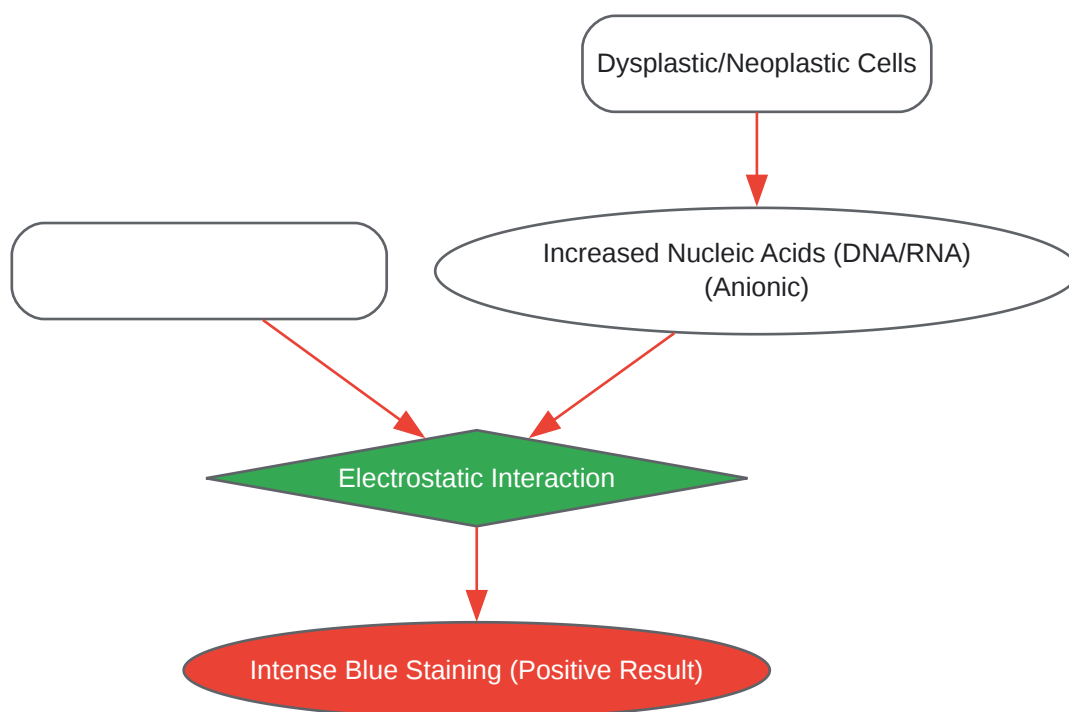 Dysplastic/Neoplastic Cells
Increased Nucleic Acids (DNA/RNA)
(Anionic)
Electrostatic Interaction
Intense Blue Staining (Positive Result)